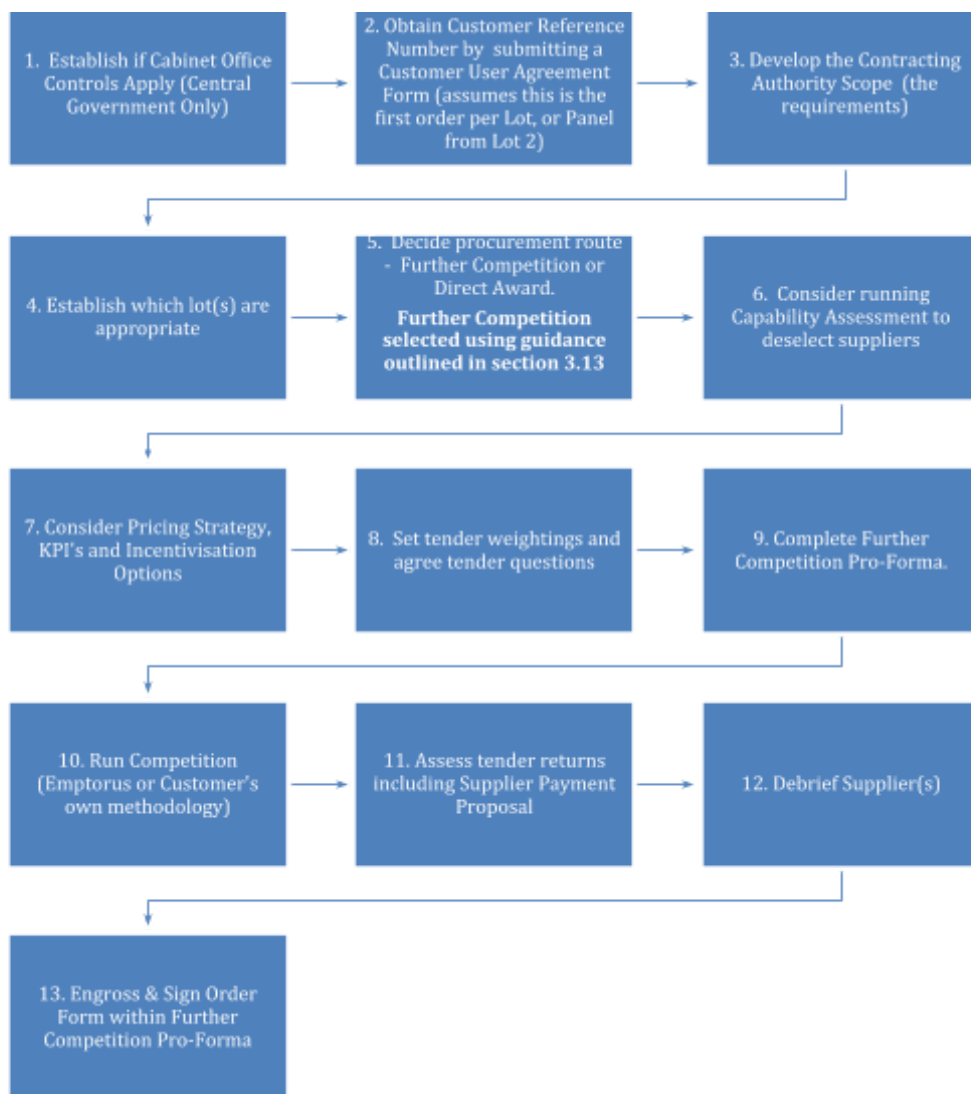 1. Establish if Cabinet Office
Controls Apply (Central
Government Only)
2. Obtain Customer Reference
Number by submitting a
Customer User Agreement
Form (assumes this is the
first order per Lot, or Panel
from Lot 2)
3. Develop the Contracting
Authority Scope (the
requirements)
4. Establish which lot(s) are
appropriate
5. Decide procurement route
- Further Competition or
Direct Award.
Further Competition
selected using guidance
outlined in section 3.13
6. Consider running
Capability Assessment to
deselect suppliers
7. Consider Pricing Strategy,
KPI's and Incentivisation
Options
8. Set tender weightings and
agree tender questions
9. Complete Further
Competition Pro-Forma.
10. Run Competition
(Emptorus or Customer's
own methodology)
11. Assess tender returns
including Supplier Payment
Proposal
12. Debrief Supplier(s)
13. Engross & Sign Order
Form within Further
Competition Pro-Forma